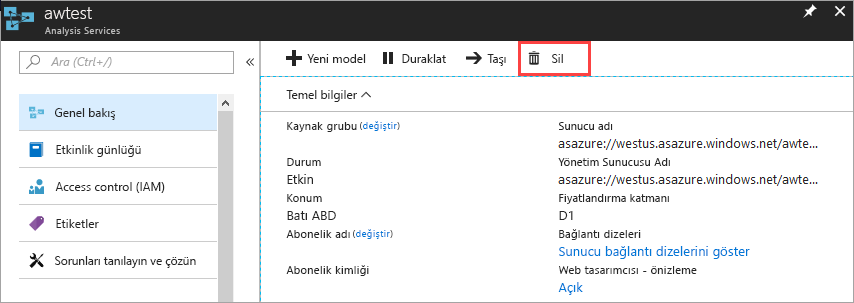 awtest
Analysis Services
Ara (Ctrl+/)
Genel bakış
Etkinlik günlüğü
Access control (IAM)
Etiketler
Sorunları tanılayın ve çözün
Yeni model
Duraklat
Taşı
Sil
Temel bilgiler
Kaynak grubu (değiştir)
Durum
Etkin
Konum
Batı ABD
Abonelik adı (değiştir)
Abonelik kimliği
Sunucu adı
asazure://westus.asazure.windows.net/awte...
Yönetim Sunucusu Adı
asazure://westus.asazure.windows.net/awte...
Fiyatlandırma katmanı
D1
Bağlantı dizeleri
Sunucu bağlantı dizelerini göster
Web tasarımcısı - önizleme
Açık